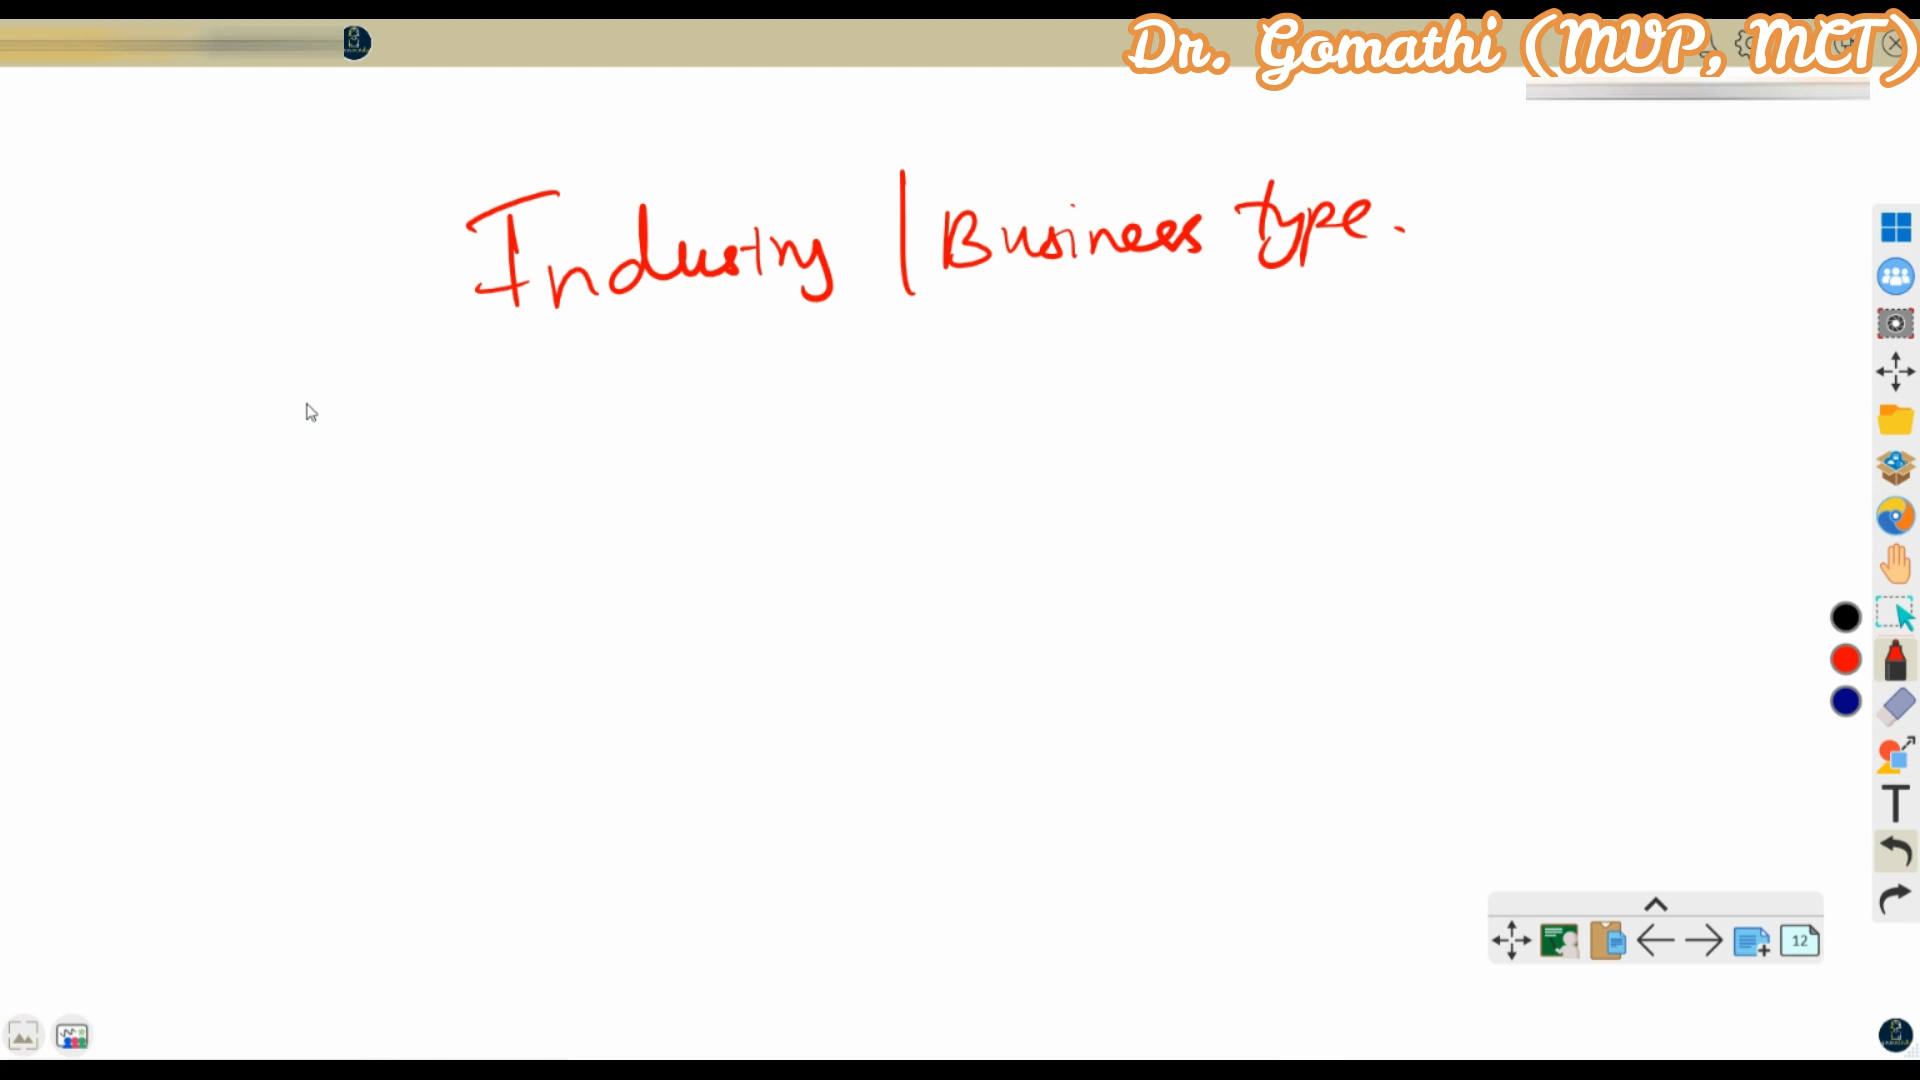 Dr. Gomathi (MVP, MCT)
Industry | Business type.
T
12